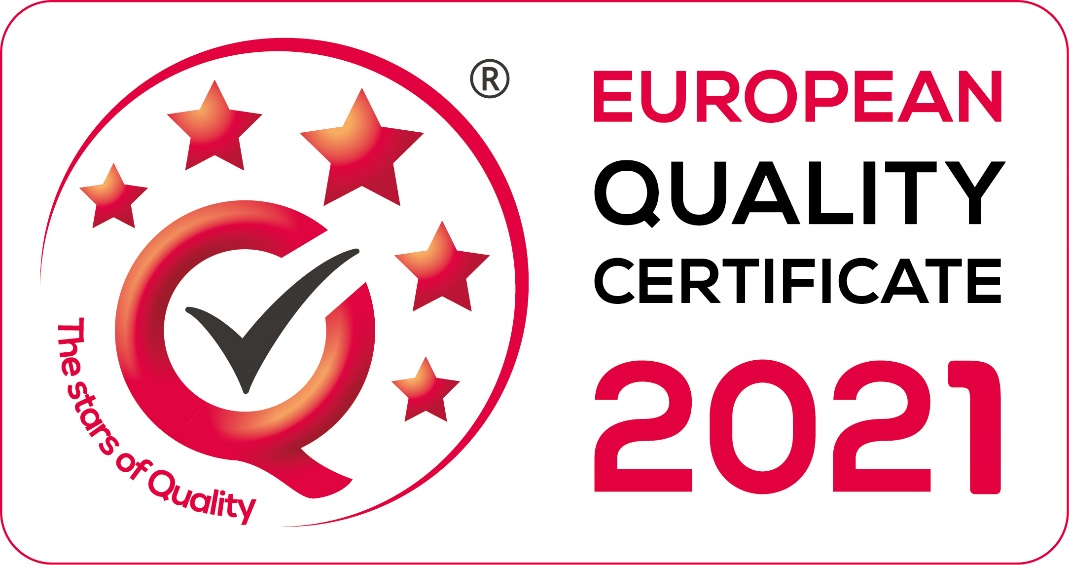 ®
The stars of Quality
EUROPEAN
QUALITY
CERTIFICATE
2021